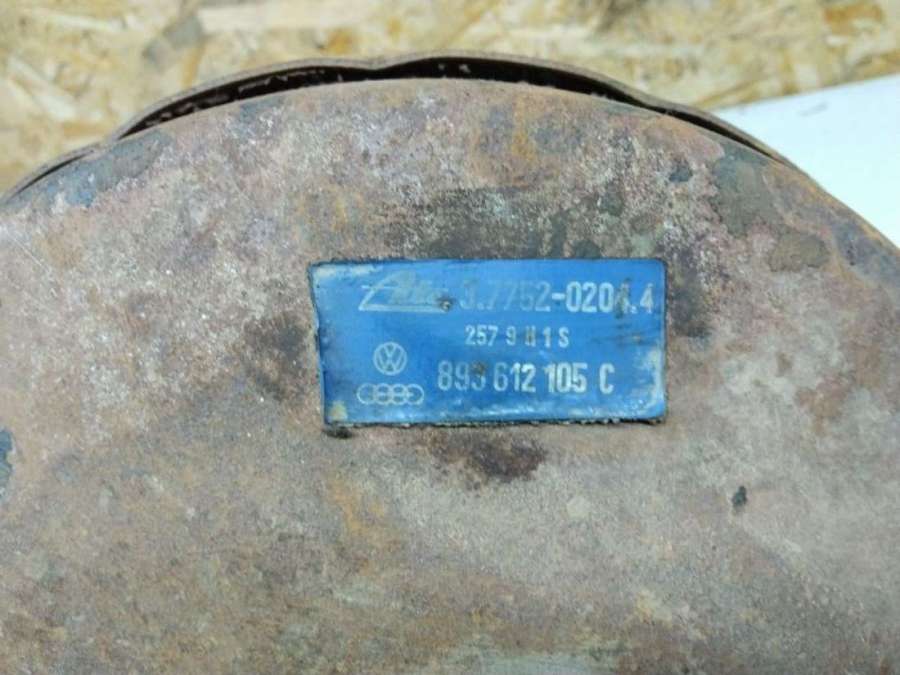 Ate 3.7752-0204.4
257 9 H 1 S
893 612 105 C